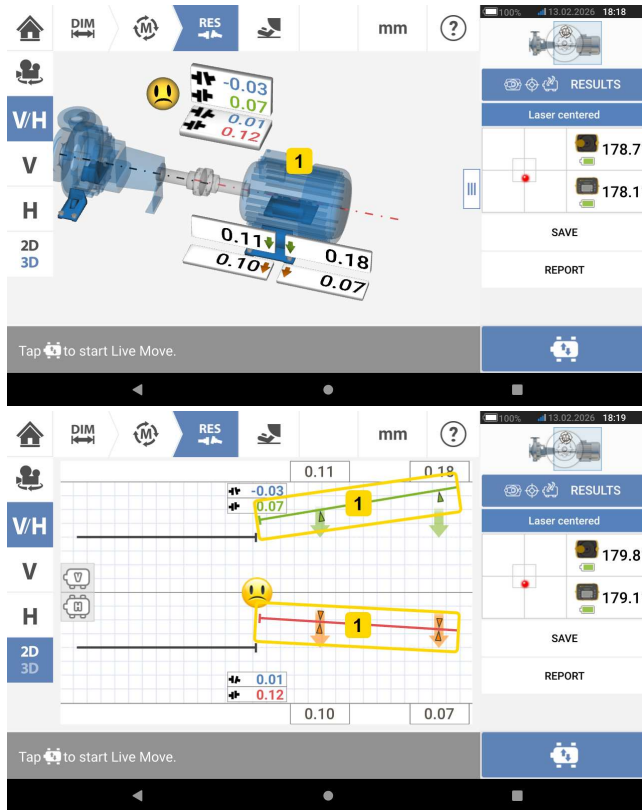 DIM
M
RES
mm
?
100%
13.02.2026 18:18
V/H
V
H
2D
3D
-0.03
0.07
0.01
0.12
1
0.11
0.18
0.10
0.07
RESULTS
Laser centered
178.7
178.1
SAVE
REPORT
Tap to start Live Move.
DIM
M
RES
mm
?
100%
13.02.2026 18:19
V/H
V
H
2D
3D
0.11
0.18
-0.03
0.07
1
V
H
1
0.01
0.12
0.10
0.07
RESULTS
Laser centered
179.8
179.1
SAVE
REPORT
Tap to start Live Move.